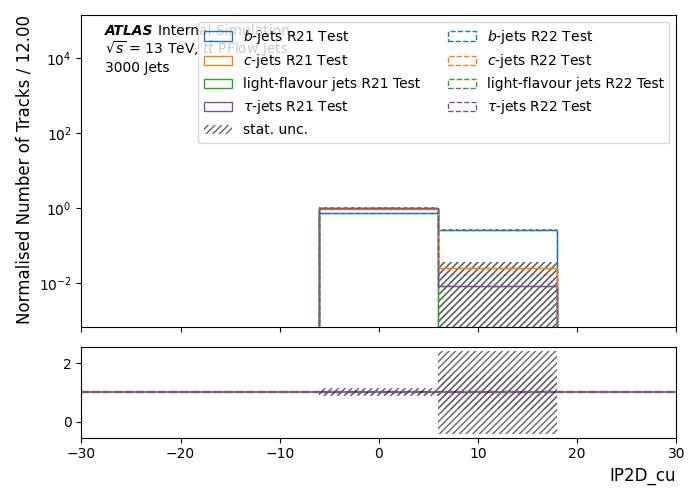 ATLAS Internal Simulation
√s = 13 TeV, tt̄ PFlow Jets
3000 Jets
b-jets R21 Test
c-jets R21 Test
light-flavour jets R21 Test
τ-jets R21 Test
stat. unc.
b-jets R22 Test
c-jets R22 Test
light-flavour jets R22 Test
τ-jets R22 Test
Normalised Number of Tracks / 12.00
10⁴
10²
10⁰
10⁻²
2
0
−30 −20 −10 0 10 20 30
IP2D_cu